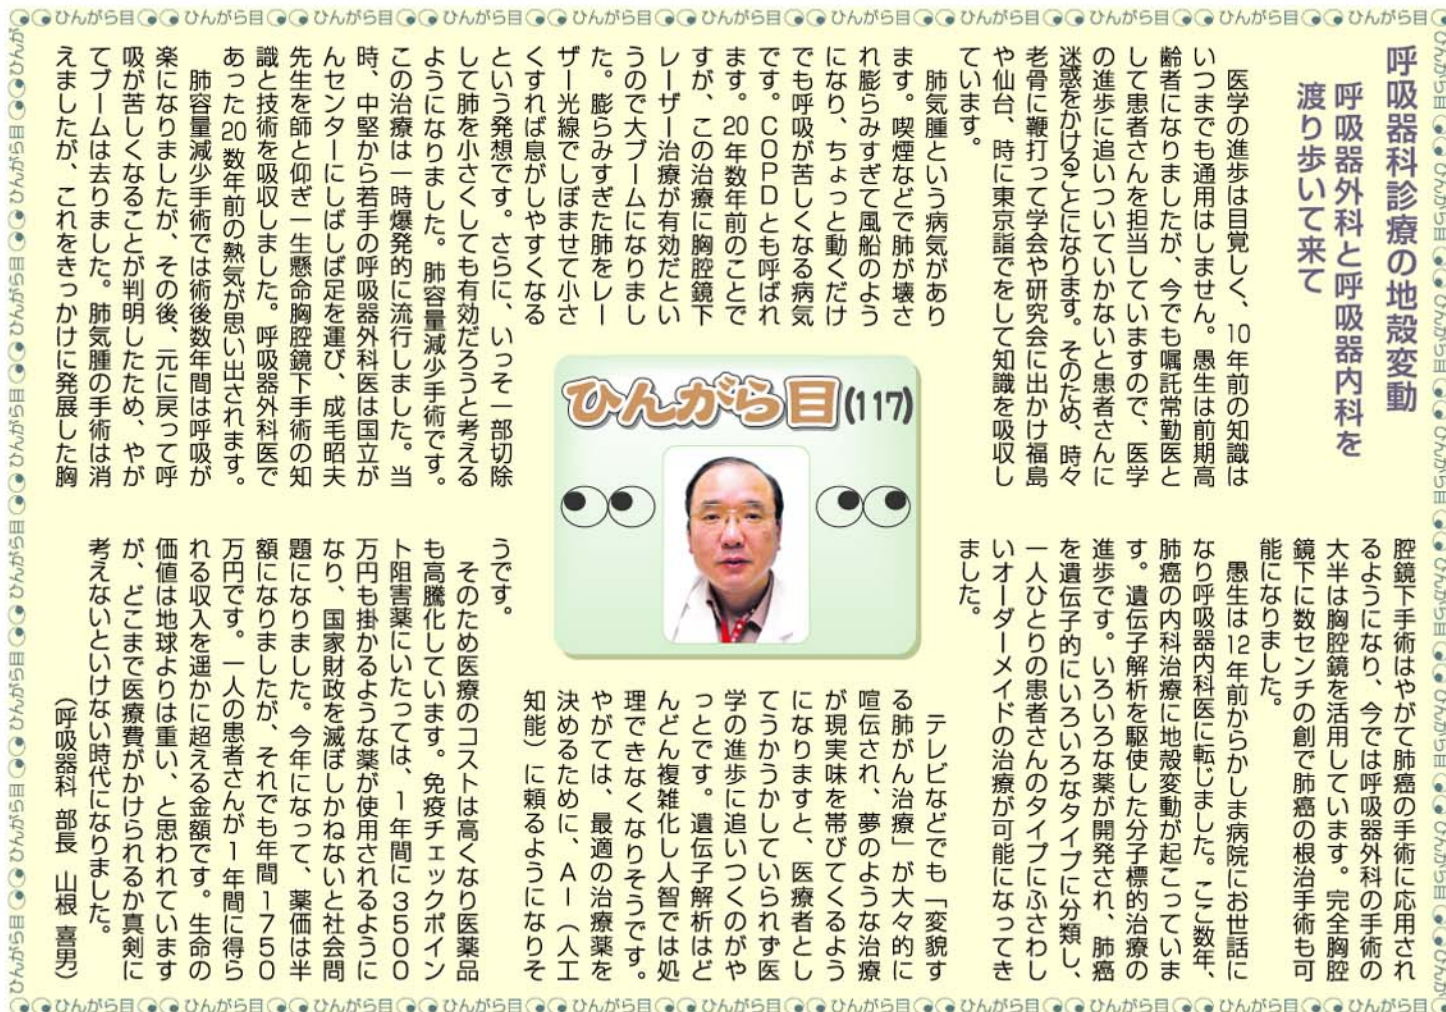 呼吸器科診療の地殻変動
呼吸器外科と呼吸器内科を
渡り歩いて来て
医学の進歩は目覚しく、10年前の知識は
いつまでも通用はしません。愚生は前期高
齢者になりましたが、今でも嘱託常勤医と
して患者さんを担当していますので、医学
の進歩に追いついていかないと患者さんに
迷惑をかけることになります。そのため、時々
老骨に鞭打って学会や研究会に出かけ福島
や仙台、時に東京詣でをして知識を吸収し
ています。
肺気腫という病気があり
ます。喫煙などで肺が壊さ
れ膨らみすぎて風船のよう
になり、ちょっと動くだけ
でも呼吸が苦しくなる病気
です。COPDとも呼ばれ
ます。20年数年前のことで
すが、この治療に胸腔鏡下
レーザー治療が有効だとい
うので大ブームになりまし
た。膨らみすぎた肺をレー
ザー光線でしぼませて小さ
くすれば息がしやすくなる
という発想です。さらに、いっそ一部切除
して肺を小さくしても有効だろうと考える
ようになりました。肺容量減少手術です。
この治療は一時爆発的に流行しました。当
時、中堅から若手の呼吸器外科医は国立が
んセンターにしばしば足を運び、成毛昭夫
先生を師と仰ぎ一生懸命胸腔鏡下手術の知
識と技術を吸収しました。呼吸器外科医で
あった20数年前の熱気が思い出されます。
肺容量減少手術では術後数年間は呼吸が
楽になりましたが、その後、元に戻って呼
吸が苦しくなることが判明したため、やが
てブームは去りました。肺気腫の手術は消
えましたが、これをきっかけに発展した胸
腔鏡下手術はやがて肺癌の手術に応用され
るようになり、今では呼吸器外科の手術の
大半は胸腔鏡を活用しています。完全胸腔
鏡下に数センチの創で肺癌の根治手術も可
能になりました。
愚生は12年前からかしま病院にお世話に
なり呼吸器内科医に転じました。ここ数年、
肺癌の内科治療に地殻変動が起こっていま
す。遺伝子解析を駆使した分子標的治療の
進歩です。いろいろな薬が開発され、肺癌
を遺伝子的にいろいろなタイプに分類し、
一人ひとりの患者さんのタイプにふさわし
いオーダーメイドの治療が可能になってき
ました。
テレビなどでも「変貌す
る肺がん治療」が大々的に
喧伝され、夢のような治療
が現実味を帯びてくるよう
になりますと、医療者とし
てうかうかしていられず医
学の進歩に追いつくのがや
っとです。遺伝子解析はど
んどん複雑化し人智では処
理できなくなりそうです。
やがては、最適の治療薬を
決めるために、AI（人工
知能）に頼るようになりそ
うです。
そのため医療のコストは高くなり医薬品
も高騰化しています。免疫チェックポイン
ト阻害薬にいたっては、1年間に3500
万円も掛かるような薬が使用されるように
なり、国家財政を滅ぼしかねないと社会問
題になりました。今年になって、薬価は半
額になりましたが、それでも年間1750
万円です。一人の患者さんが1年間に得ら
れる収入を遥かに超える金額です。生命の
価値は地球よりは重い、と思われています
が、どこまで医療費がかけられるか真剣に
考えないといけない時代になりました。
（呼吸器科 部長 山根 喜男）
ひんがら目(117)
ひんがら目 ひんがら目 ひんがら目 ひんがら目 ひんがら目 ひんがら目 ひんがら目 ひんがら目 ひんがら目 ひんがら目 ひんがら目